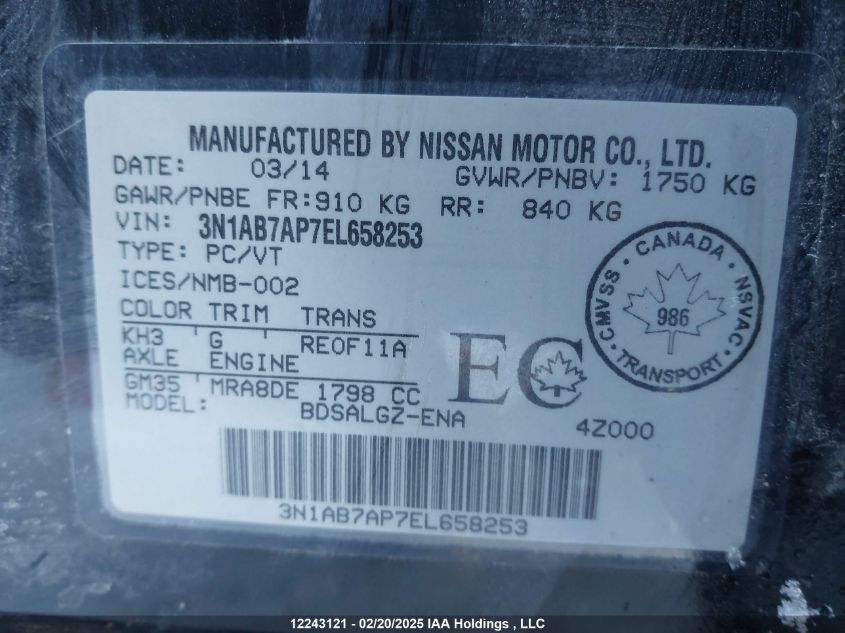 MANUFACTURED BY NISSAN MOTOR CO., LTD.
DATE: 03/14 GVWR/PNBV: 1750 KG
GAWR/PNBE FR: 910 KG RR: 840 KG
VIN: 3N1AB7AP7EL658253
TYPE: PC/VT
ICES/NMB-002
COLOR TRIM TRANS
KH3 G RE0F11A
AXLE ENGINE
GM35 MRA8DE 1798 CC
MODEL: BDSALGZ-ENA
4Z000
EC
CMVSS • CANADA • NSVAC • TRANSPORT •
986
3N1AB7AP7EL658253
12243121 - 02/20/2025 IAA Holdings , LLC